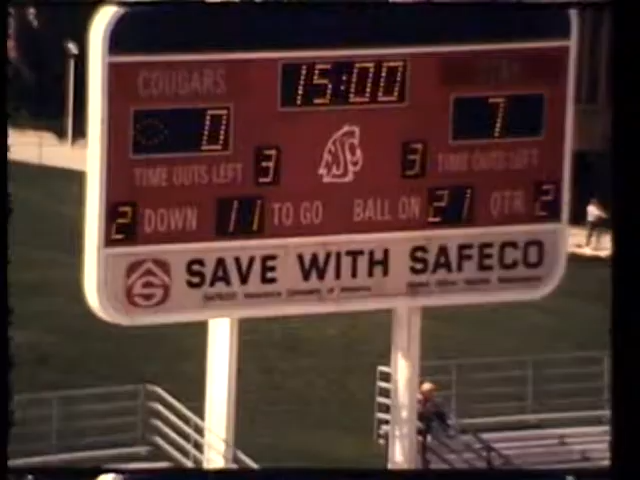 COUGARS 15:00
0 7
TIME OUTS LEFT 3 WSU 3 TIME OUTS LEFT
2 DOWN 11 TO GO BALL ON 21 QTR 2
SAVE WITH SAFECO